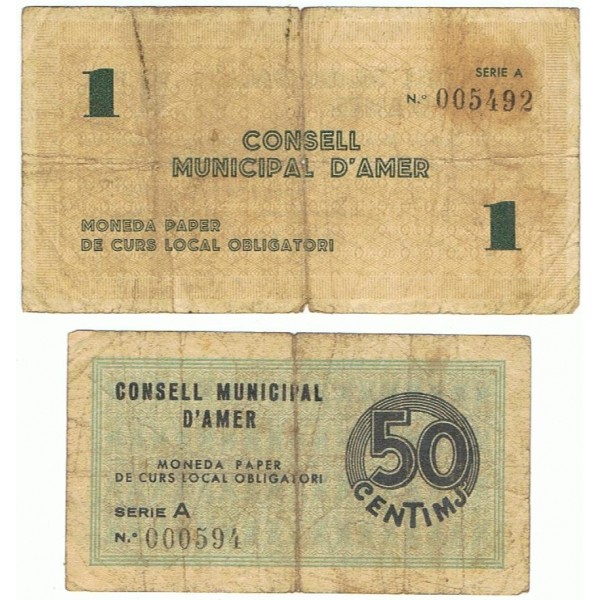 1
SERIE A
N.º 005492
CONSELL
MUNICIPAL D'AMER
MONEDA PAPER
DE CURS LOCAL OBLIGATORI
1
CONSELL MUNICIPAL
D'AMER
50
CENTIMS
MONEDA PAPER
DE CURS LOCAL OBLIGATORI
SERIE A
N.º 000594